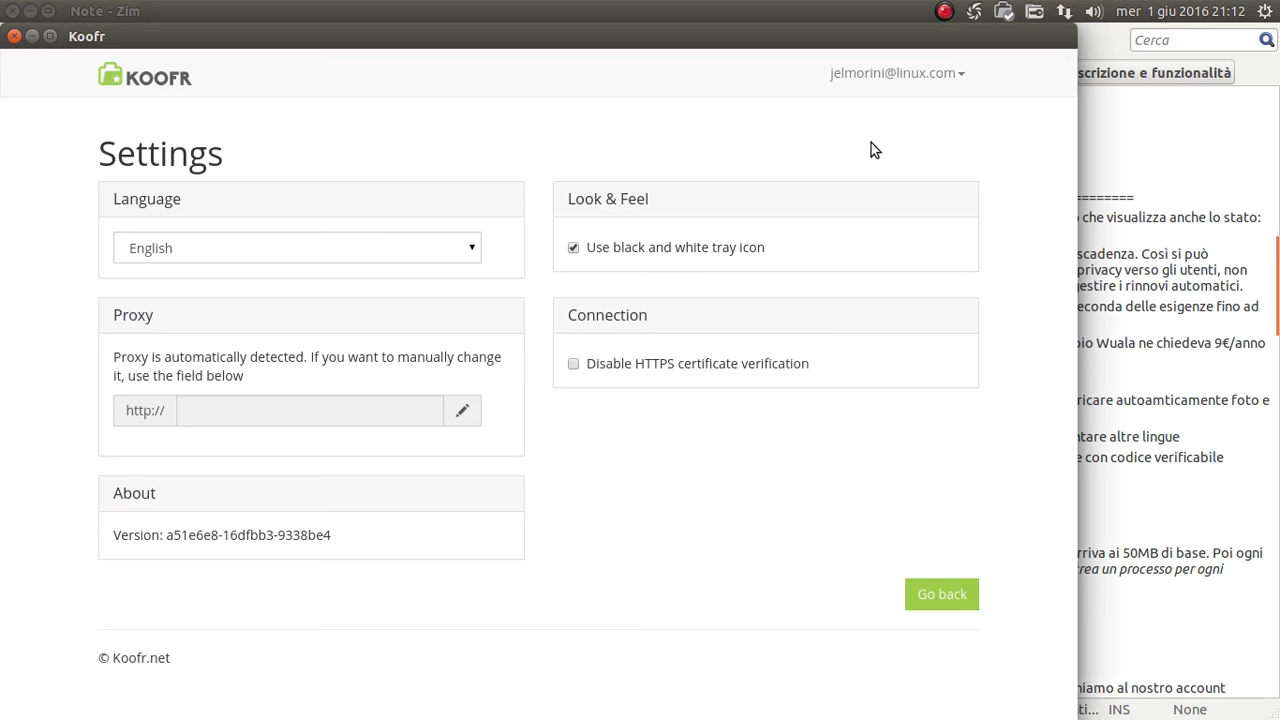 Note - Zim
mer 1 giu 2016 21:12
Koofr
Cerca
KOOFR
jelmorini@linux.com
scrizione e funzionalità
Settings
Language
English
Look & Feel
Use black and white tray icon
Proxy
Proxy is automatically detected. If you want to manually change
it, use the field below
http://
Connection
Disable HTTPS certificate verification
About
Version: a51e6e8-16dfbb3-9338be4
Go back
© Koofr.net
========
che visualizza anche lo stato:
scadenza. Così si può
privacy verso gli utenti, non
gestire i rinnovi automatici.
econda delle esigenze fino ad
pio Wuala ne chiedeva 9€/anno
ricare autoamticamente foto e
ntare altre lingue
e con codice verificabile
rriva ai 50MB di base. Poi ogni
crea un processo per ogni
niamo al nostro account
ti...
INS
None